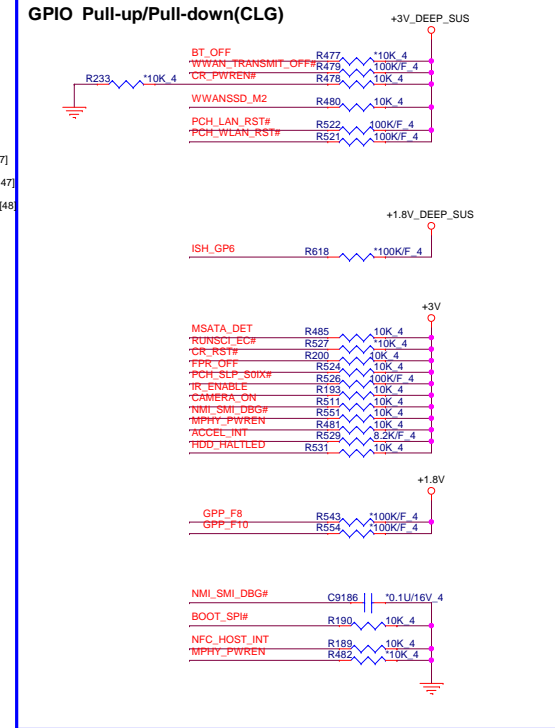 GPIO Pull-up/Pull-down(CLG)
+3V_DEEP_SUS
BT_OFF R477 *10K_4
WWAN_TRANSMIT_OFF# R479 100K/F_4
R233 *10K_4 CR_PWREN# R478 10K_4
WWANSSD_M2 R480 10K_4
PCH_LAN_RST# R522 100K/F_4
PCH_WLAN_RST# R521 100K/F_4
7]
47]
[48]
+1.8V_DEEP_SUS
ISH_GP6 R618 *100K/F_4
+3V
MSATA_DET R485 10K_4
RUNSCI_EC# R527 *10K_4
CR_RST# R200 10K_4
FPR_OFF R524 10K_4
PCH_SLP_S0IX# R526 100K/F_4
IR_ENABLE R193 10K_4
CAMERA_ON R511 10K_4
NMI_SMI_DBG# R551 10K_4
MPHY_PWREN R481 10K_4
ACCEL_INT R529 8.2K/F_4
HDD_HALTLED R531 10K_4
+1.8V
GPP_F8 R543 *100K/F_4
GPP_F10 R554 *100K/F_4
NMI_SMI_DBG# C9186 *0.1U/16V_4
BOOT_SPI# R190 10K_4
NFC_HOST_INT R189 10K_4
MPHY_PWREN R482 *10K_4